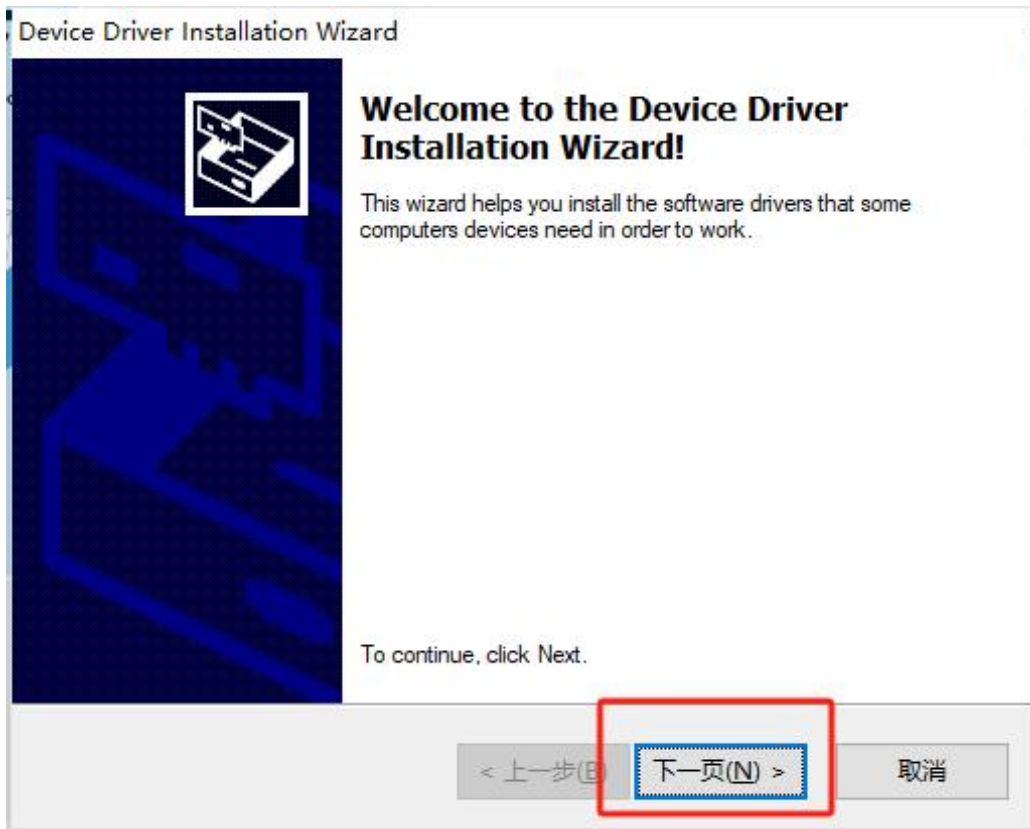 Device Driver Installation Wizard
Welcome to the Device Driver
Installation Wizard!
This wizard helps you install the software drivers that some
computers devices need in order to work.
To continue, click Next.
< 上一步(B)
下一页(N) >
取消